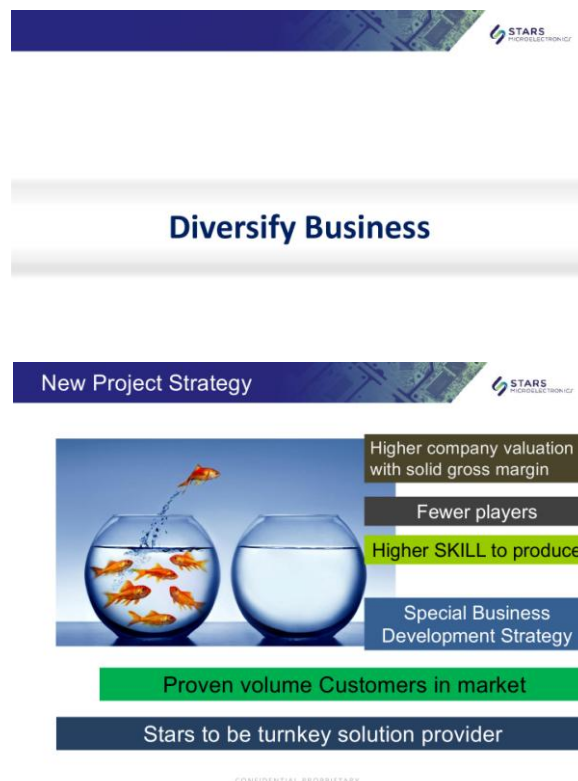 STARS
MICROELECTRONICS
Diversify Business
New Project Strategy
STARS
MICROELECTRONICS
Higher company valuation
with solid gross margin
Fewer players
Higher SKILL to produce
Special Business
Development Strategy
Proven volume Customers in market
Stars to be turnkey solution provider
CONFIDENTIAL PROPRIETARY